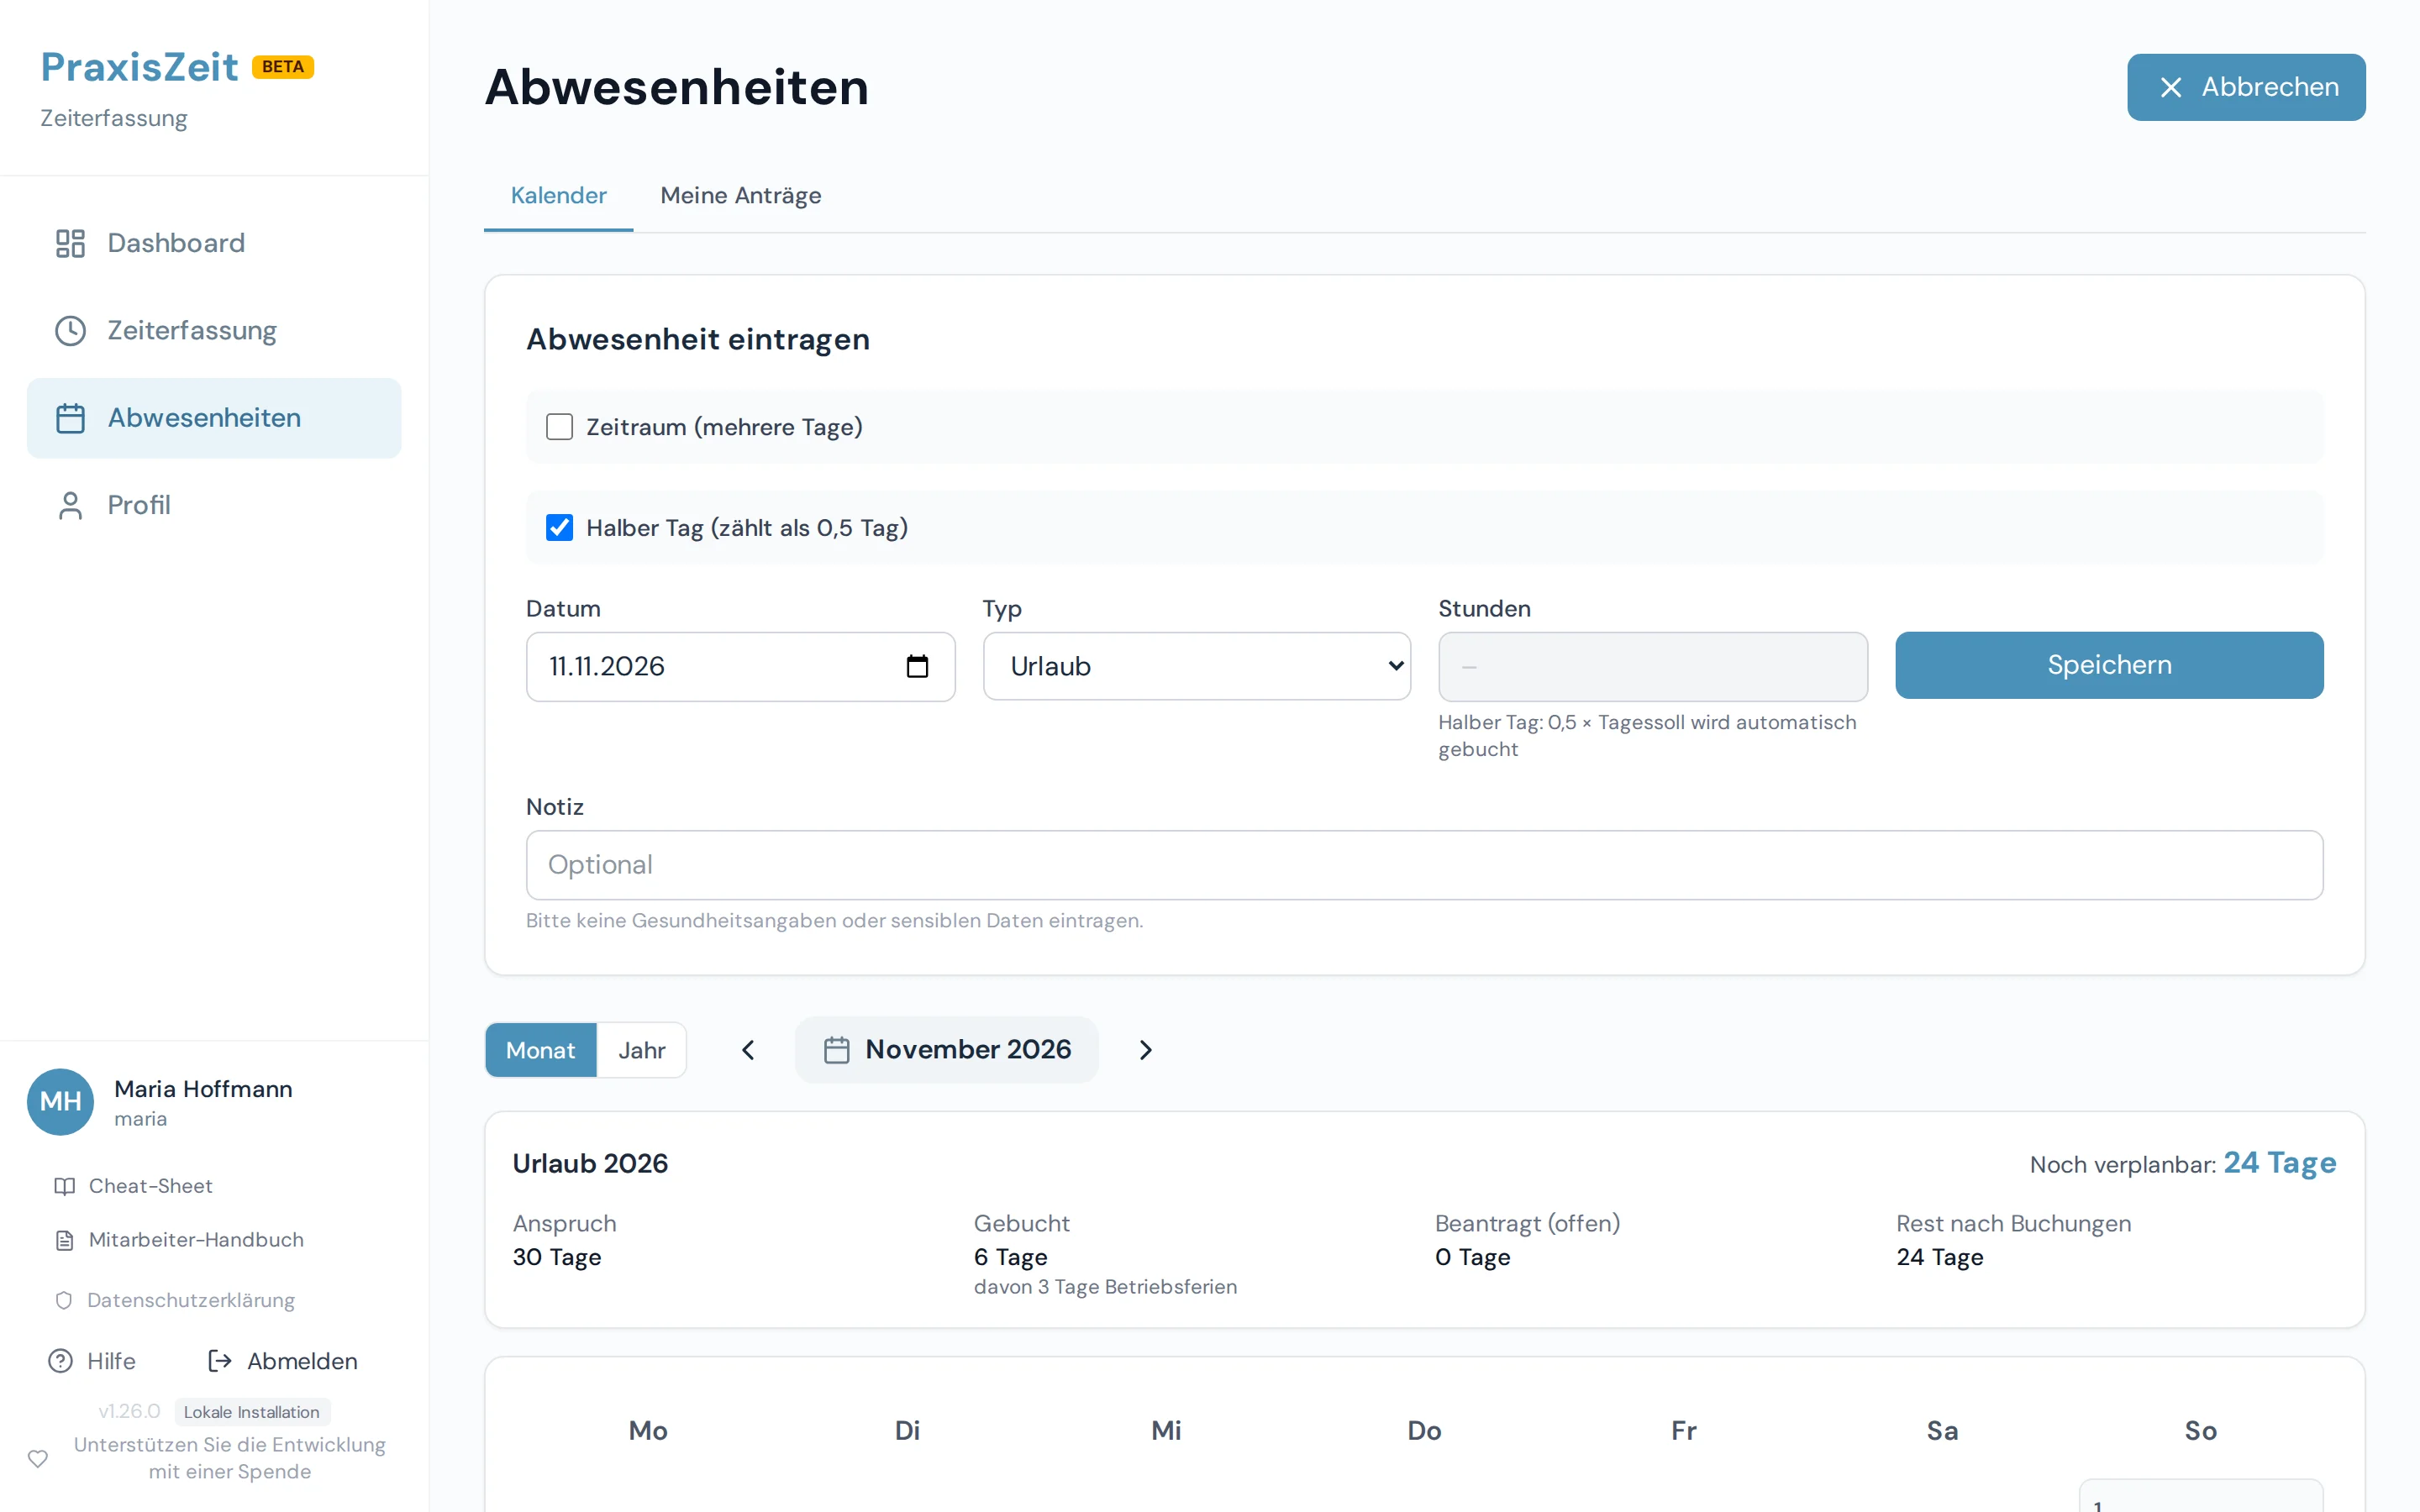 PraxisZeit BETA
Zeiterfassung
Dashboard
Zeiterfassung
Abwesenheiten
Profil
Maria Hoffmann
MH
maria
Cheat-Sheet
Mitarbeiter-Handbuch
Datenschutzerklärung
Hilfe
Abmelden
v1.26.0 Lokale Installation
Unterstützen Sie die Entwicklung
mit einer Spende
Abwesenheiten
Abbrechen
Kalender
Meine Anträge
Abwesenheit eintragen
Zeitraum (mehrere Tage)
Halber Tag (zählt als 0,5 Tag)
Datum
Typ
Stunden
11.11.2026
Urlaub
–
Speichern
Halber Tag: 0,5 × Tagessoll wird automatisch
gebucht
Notiz
Optional
Bitte keine Gesundheitsangaben oder sensiblen Daten eintragen.
Monat
Jahr
November 2026
Urlaub 2026
Noch verplanbar: 24 Tage
Anspruch
30 Tage
Gebucht
6 Tage
davon 3 Tage Betriebsferien
Beantragt (offen)
0 Tage
Rest nach Buchungen
24 Tage
Mo Di Mi Do Fr Sa So
1